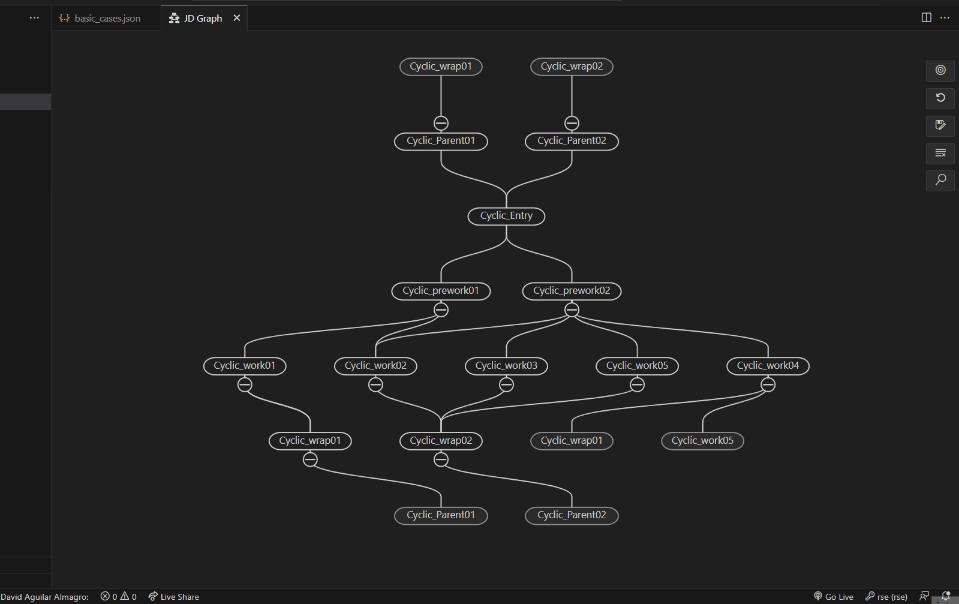 basic_cases.json
JD Graph
Cyclic_wrap01
Cyclic_wrap02
Cyclic_Parent01
Cyclic_Parent02
Cyclic_Entry
Cyclic_prework01
Cyclic_prework02
Cyclic_work01
Cyclic_work02
Cyclic_work03
Cyclic_work05
Cyclic_work04
Cyclic_wrap01
Cyclic_wrap02
Cyclic_wrap01
Cyclic_work05
Cyclic_Parent01
Cyclic_Parent02
David Aguilar Almagro: 0 0 Live Share Go Live rse (rse)